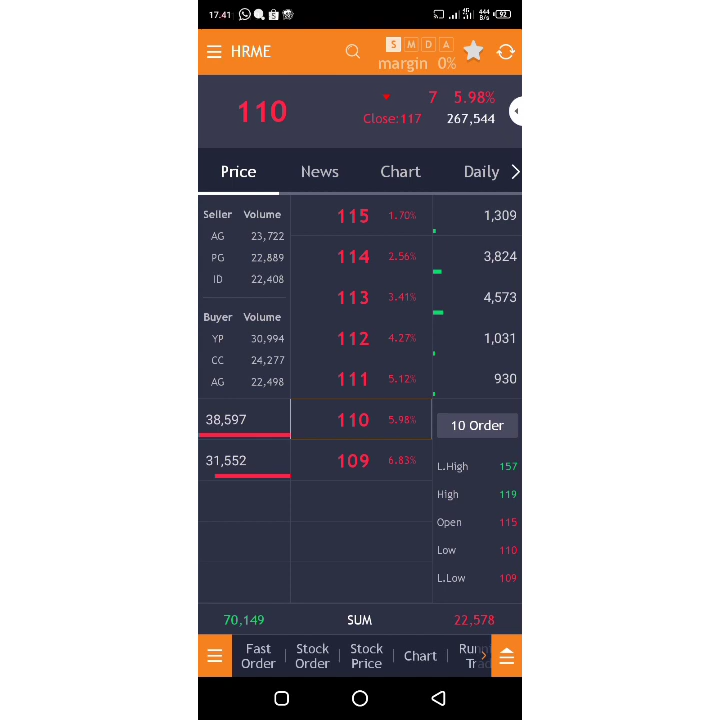 17.41 444 B/s 92
HRME S M D A
margin 0%
110 7 5.98%
Close:117 267,544
Price News Chart Daily
Seller Volume 115 1.70% 1,309
AG 23,722
PG 22,889 114 2.56% 3,824
ID 22,408
113 3.41% 4,573
Buyer Volume
YP 30,994 112 4.27% 1,031
CC 24,277
AG 22,498 111 5.12% 930
38,597 110 5.98% 10 Order
31,552 109 6.83% L.High 157
High 119
Open 115
Low 110
L.Low 109
70,149 SUM 22,578
Fast Order Stock Order Stock Price Chart